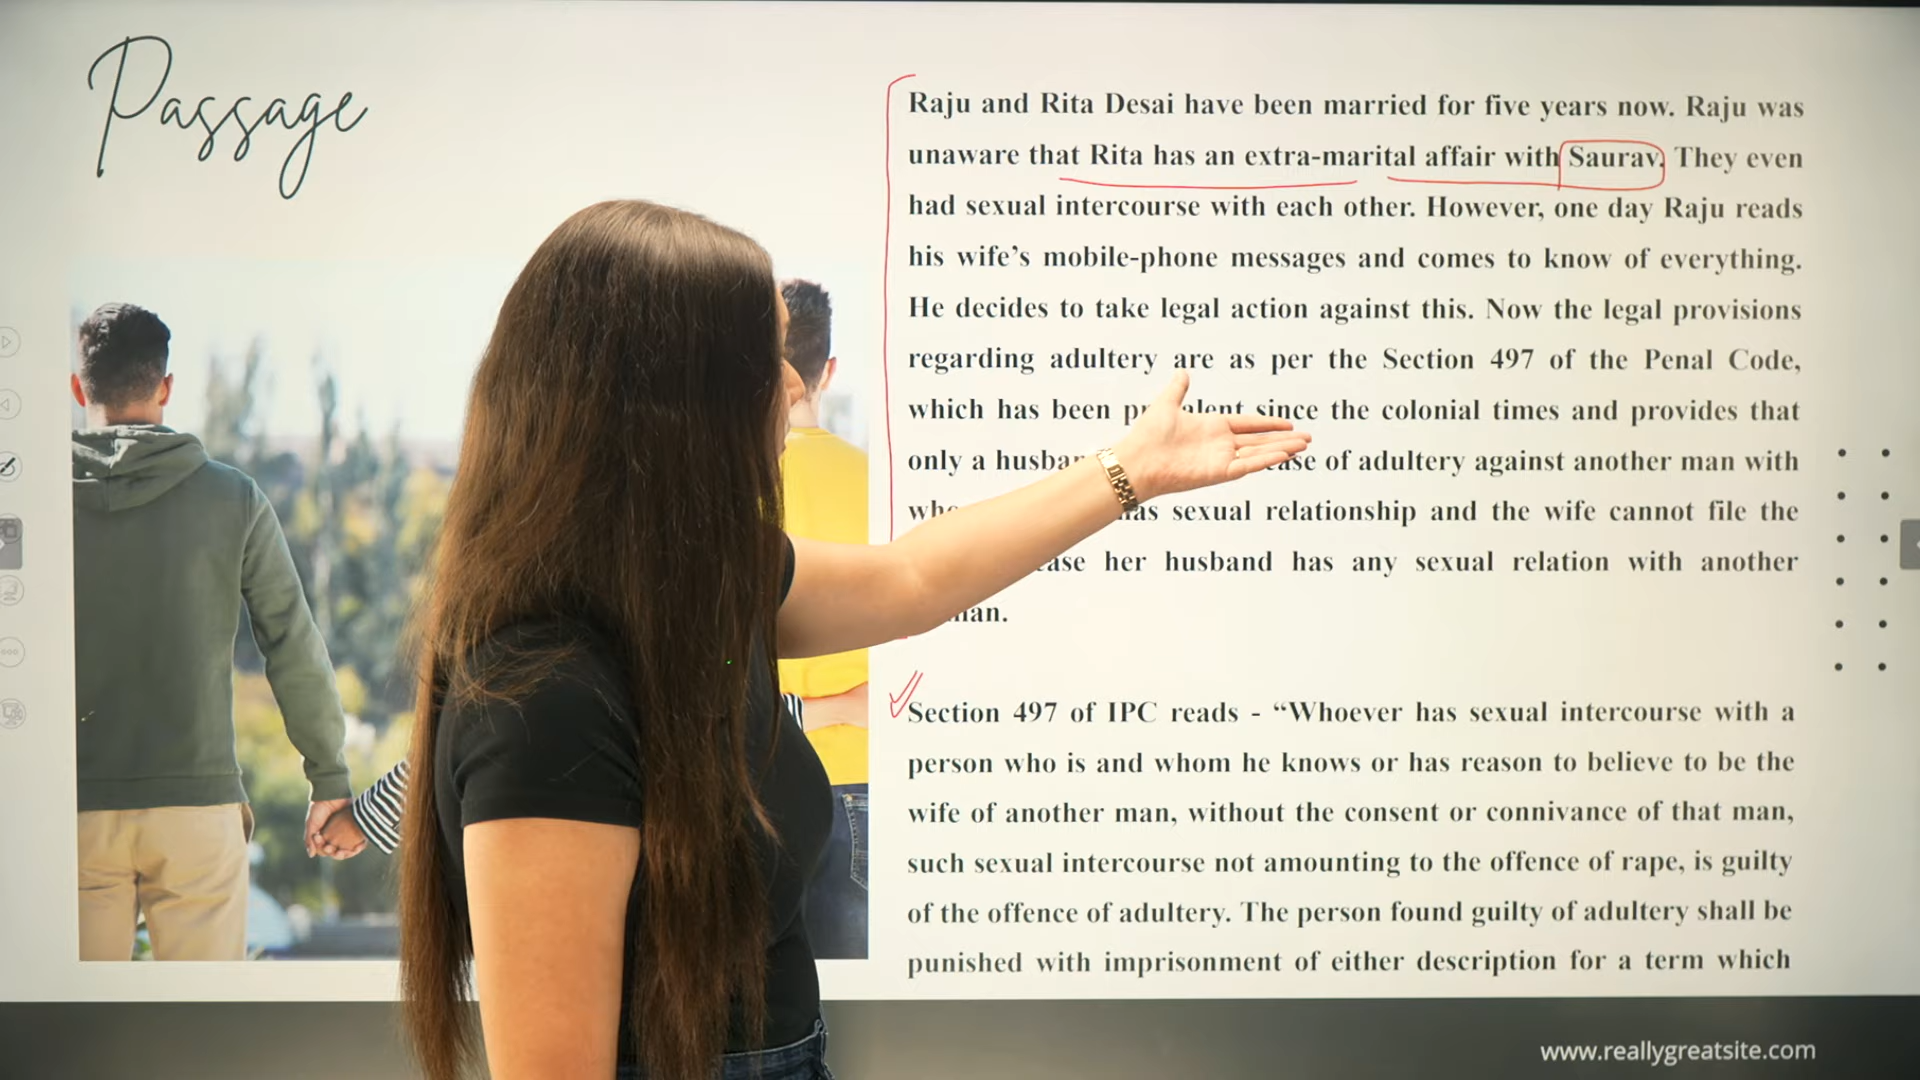 Passage
Raju and Rita Desai have been married for five years now. Raju was
unaware that Rita has an extra-marital affair with Saurav. They even
had sexual intercourse with each other. However, one day Raju reads
his wife's mobile-phone messages and comes to know of everything.
He decides to take legal action against this. Now the legal provisions
regarding adultery are as per the Section 497 of the Penal Code,
which has been since the colonial times and provides that
only a of adultery against another man with
sexual relationship and the wife cannot file the
her husband has any sexual relation with another
Section 497 of IPC reads - “Whoever has sexual intercourse with a
person who is and whom he knows or has reason to believe to be the
wife of another man, without the consent or connivance of that man,
such sexual intercourse not amounting to the offence of rape, is guilty
of the offence of adultery. The person found guilty of adultery shall be
punished with imprisonment of either description for a term which
www.reallygreatsite.com